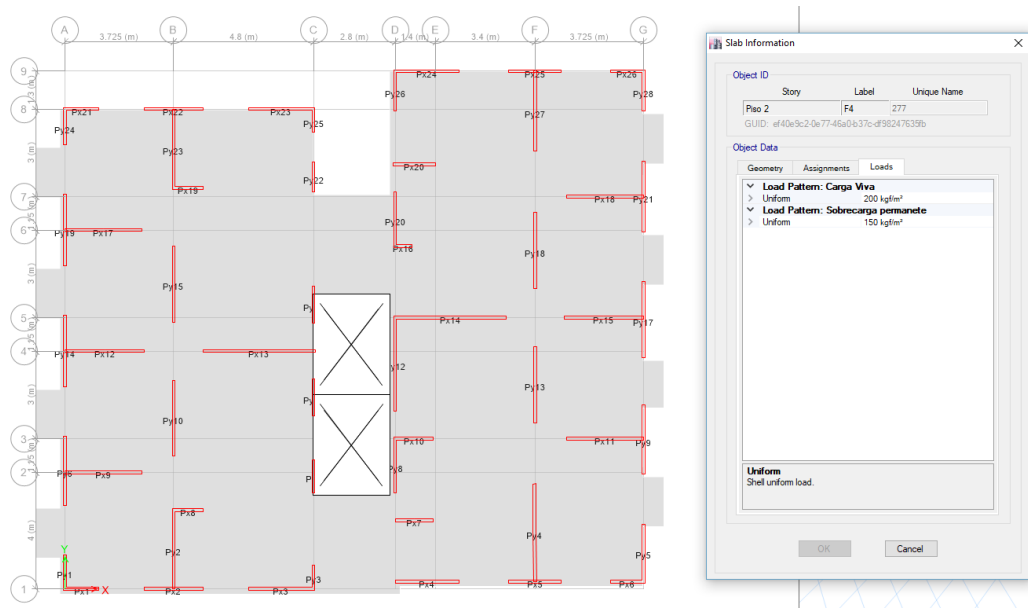 A B C D E F G
3.725 (m) 4.8 (m) 2.8 (m) 1.4 (m) 3.4 (m) 3.725 (m)
9
Px24 Px25 Px26
Py26 Py28
8
Px21 Px22 Px23
Py27
Py24 Py25
3 (m)
Py23
Px20
Py22
Px19
7
Px18 Py21
Py20
6
Py19 Px17
Px16
Py18
3 (m)
Py15
5
Px14 Px15 Py17
4
Py14 Px12 Px13
Py13
3 (m)
Py10
3
Px10 Px11 Py9
2
Py6 Px9 Py8
Px8
Px7
4 (m)
Py4
Y
Py2 Py5
Py1 Py3
1
Px1 X Px2 Px3 Px4 Px5 Px6
Slab Information
Object ID
Story Label Unique Name
Piso 2 F4 277
GUID: ef40e9c2-0e77-46a0-b37c-df98247635fb
Object Data
Geometry Assignments Loads
Load Pattern: Carga Viva
Uniform 200 kgf/m²
Load Pattern: Sobrecarga permanete
Uniform 150 kgf/m²
Uniform
Shell uniform load.
OK Cancel